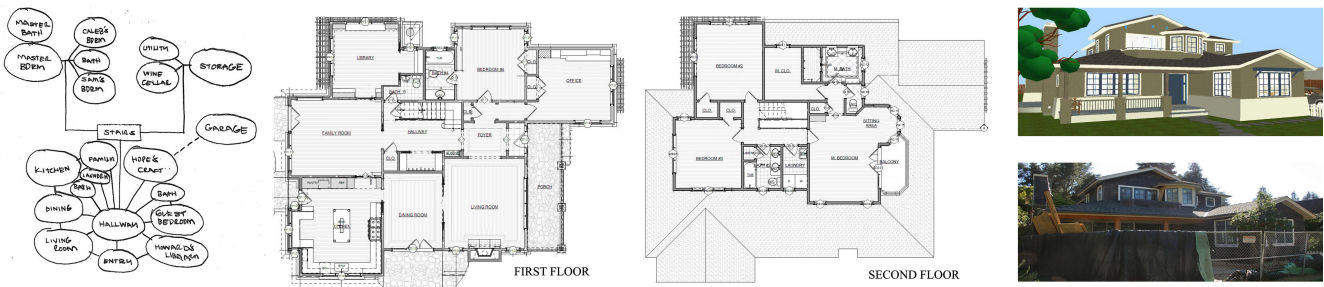 MASTER
BATH
CALEB'S
BDRM
MASTER
BDRM
BATH
SAM'S
BDRM
UTILITY
WINE
CELLAR
STORAGE
GARAGE
STAIRS
KITCHEN
FAMILY
LAUNDRY
BATH
HOPE'S
CRAFT
BATH
DINING
GUEST
BEDROOM
HALLWAY
LIVING
ROOM
HOWARD'S
LIBRARY
ENTRY
LIBRARY
BEDROOM #4
CLO.
OFFICE
FAMILY ROOM
HALLWAY
FOYER
CLO.
PORCH
DINING ROOM
LIVING ROOM
FIRST FLOOR
BEDROOM #2
M. CLO.
M. BATH
CLO.
CLO.
CLO.
SITTING
AREA
BEDROOM #3
LAUNDRY
M. BEDROOM
BALCONY
SECOND FLOOR